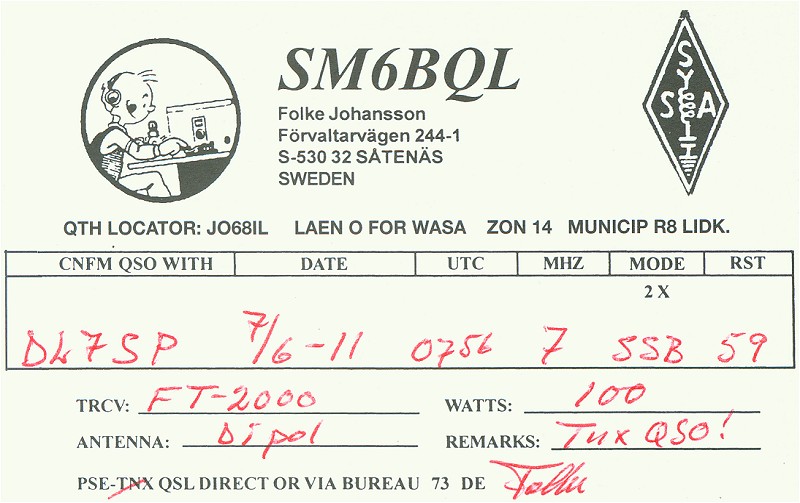 SM6BQL
Folke Johansson
Förvaltarvägen 244-1
S-530 32 SÅTENÄS
SWEDEN
SSA
QTH LOCATOR: JO68IL LAEN O FOR WASA ZON 14 MUNICIP R8 LIDK.
CNFM QSO WITH DATE UTC MHZ MODE RST
2 X
DL7SP 7/6-11 0756 7 SSB 59
TRCV: FT-2000 WATTS: 100
ANTENNA: Dipol REMARKS: Tnx QSO!
PSE-TNX QSL DIRECT OR VIA BUREAU 73 DE Folke